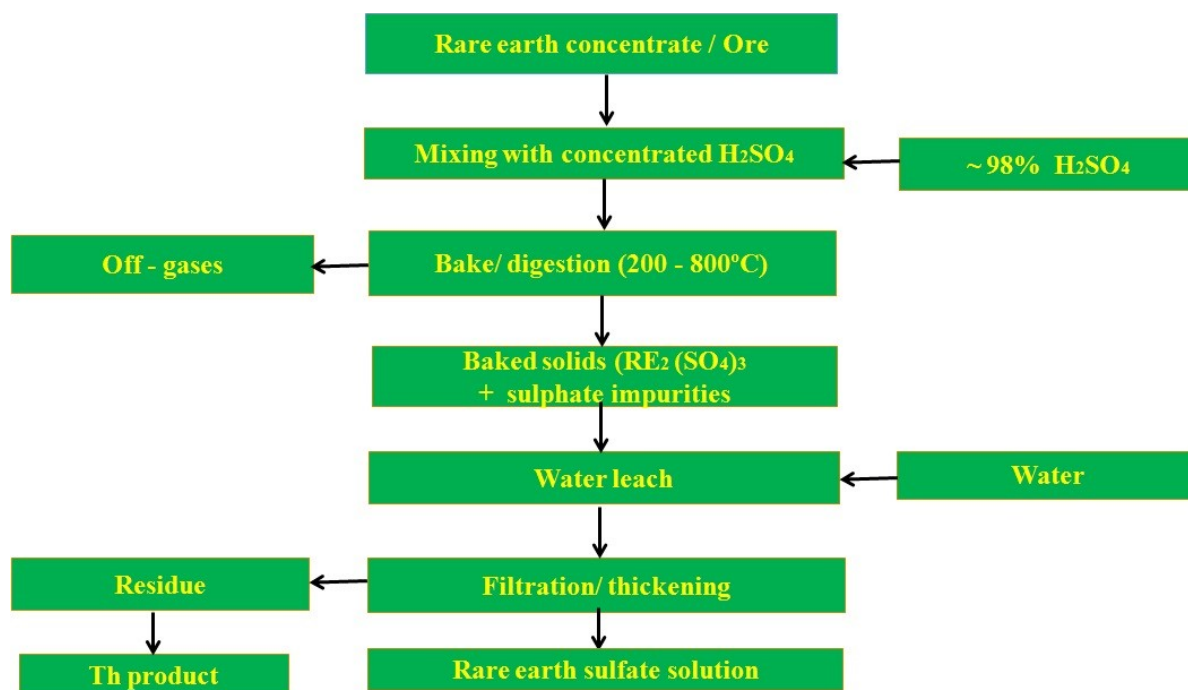 Rare earth concentrate / Ore
Mixing with concentrated H₂SO₄
~ 98% H₂SO₄
Off - gases
Bake/ digestion (200 - 800ºC)
Baked solids (RE₂ (SO₄)₃
+ sulphate impurities
Water leach
Water
Residue
Filtration/ thickening
Th product
Rare earth sulfate solution